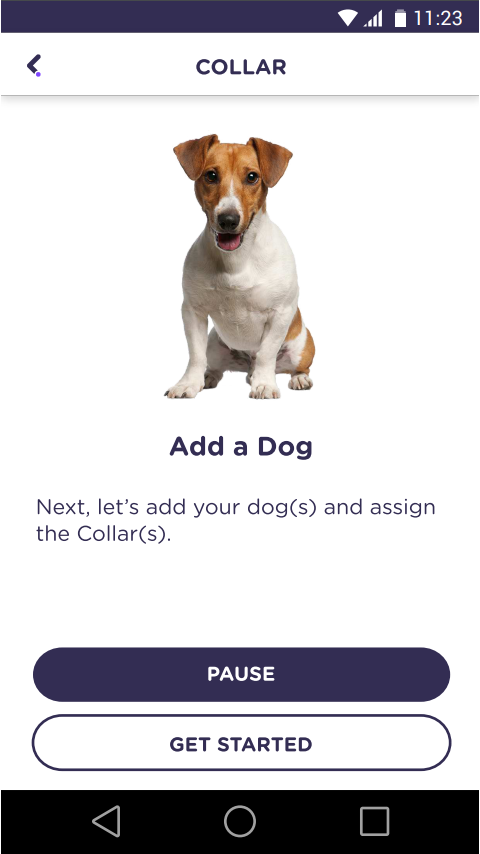 11:23
COLLAR
Add a Dog
Next, let’s add your dog(s) and assign
the Collar(s).
PAUSE
GET STARTED